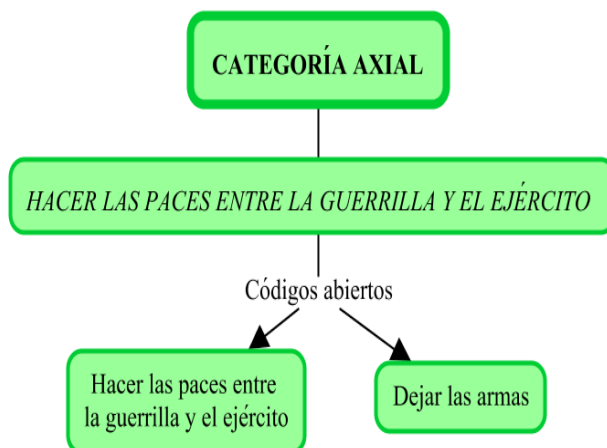 CATEGORÍA AXIAL
HACER LAS PACES ENTRE LA GUERRILLA Y EL EJÉRCITO
Códigos abiertos
Hacer las paces entre
la guerrilla y el ejército
Dejar las armas